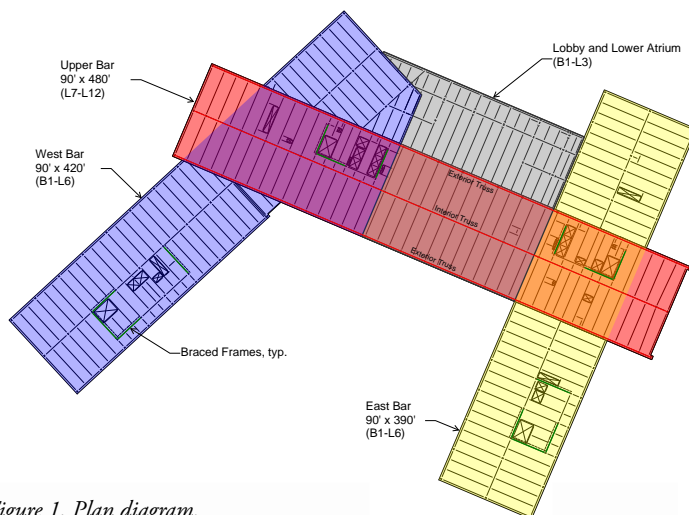 Upper Bar
90' x 480'
(L7-L12)
Lobby and Lower Atrium
(B1-L3)
West Bar
90' x 420'
(B1-L6)
Exterior Truss
Interior Truss
Exterior Truss
Braced Frames, typ.
East Bar
90' x 390'
(B1-L6)
Figure 1. Plan diagram.